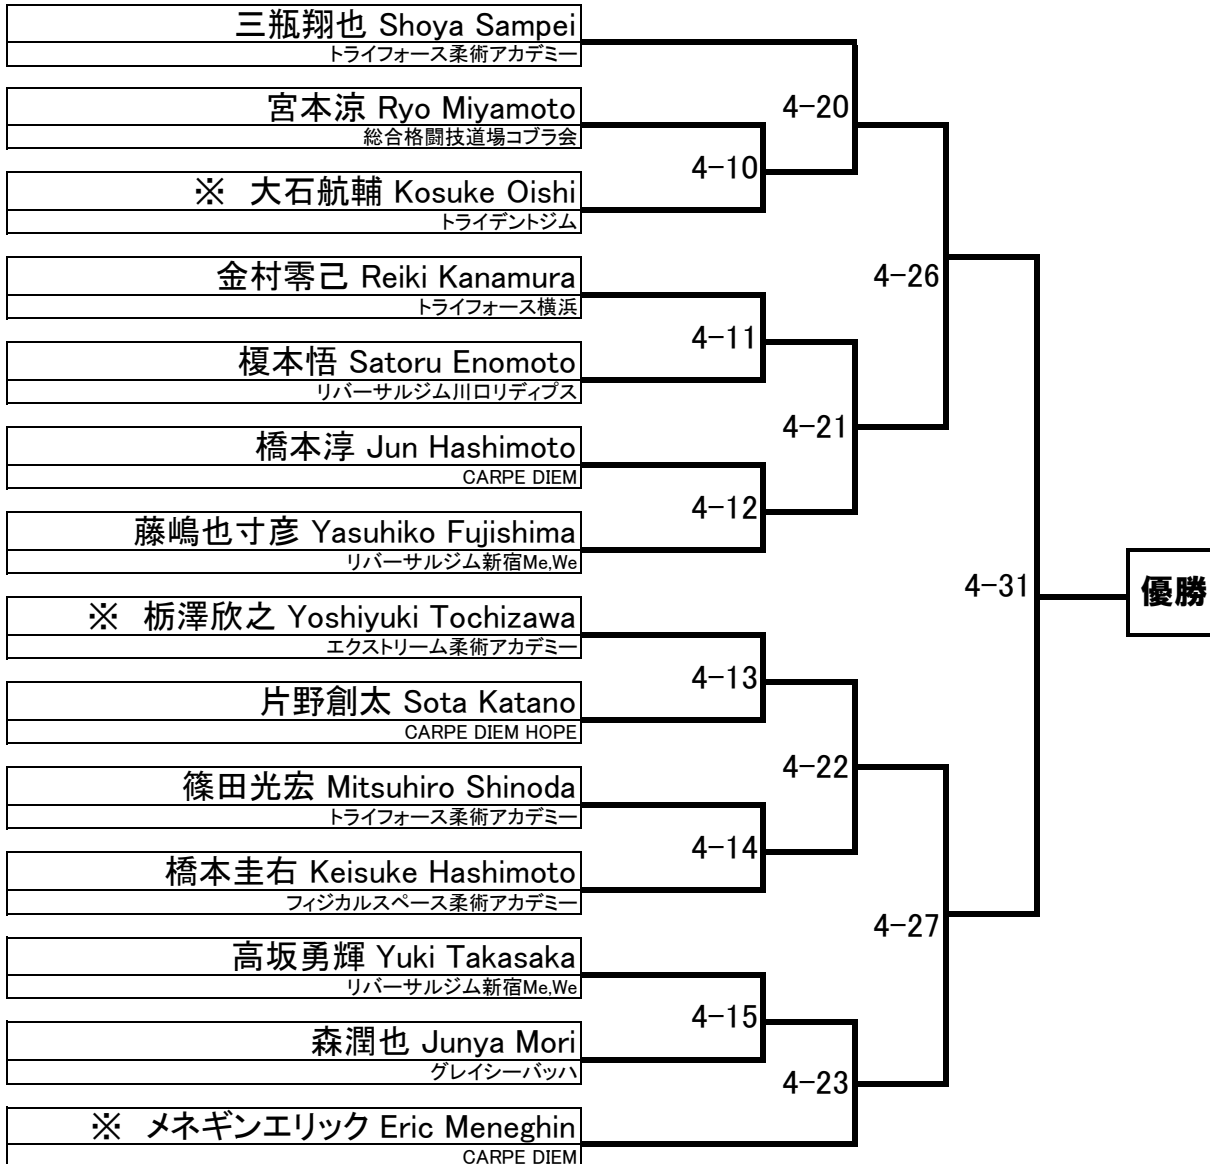 三瓶翔也 Shoya Sampei
トライフォース柔術アカデミー
宮本涼 Ryo Miyamoto
総合格闘技道場コブラ会
※ 大石航輔 Kosuke Oishi
トライデントジム
金村零己 Reiki Kanamura
トライフォース横浜
榎本悟 Satoru Enomoto
リバーサルジム川口リディプス
橋本淳 Jun Hashimoto
CARPE DIEM
藤嶋也寸彦 Yasuhiko Fujishima
リバーサルジム新宿Me,We
※ 栃澤欣之 Yoshiyuki Tochizawa
エクストリーム柔術アカデミー
片野創太 Sota Katano
CARPE DIEM HOPE
篠田光宏 Mitsuhiro Shinoda
トライフォース柔術アカデミー
橋本圭右 Keisuke Hashimoto
フィジカルスペース柔術アカデミー
高坂勇輝 Yuki Takasaka
リバーサルジム新宿Me,We
森潤也 Junya Mori
グレイシーバッハ
※ メネギンエリック Eric Meneghin
CARPE DIEM
4-10
4-11
4-12
4-13
4-14
4-15
4-20
4-21
4-22
4-23
4-26
4-27
4-31
優勝